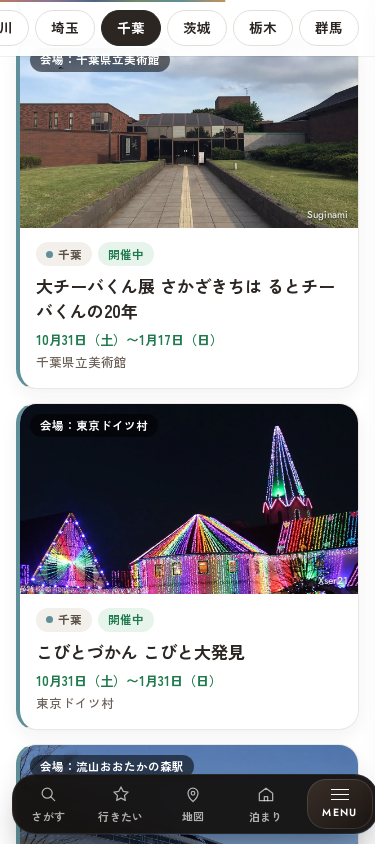 川
埼玉
千葉
茨城
栃木
群馬
会場：千葉県立美術館
Suginami
千葉
開催中
大チーバくん展 さかざきちは るとチー
バくんの20年
10月31日（土）〜1月17日（日）
千葉県立美術館
会場：東京ドイツ村
Xser21
千葉
開催中
こびとづかん こびと大発見
10月31日（土）〜10月31日（土）
東京ドイツ村
会場：流山おおたかの森駅
さがす
行きたい
地図
泊まり
MENU